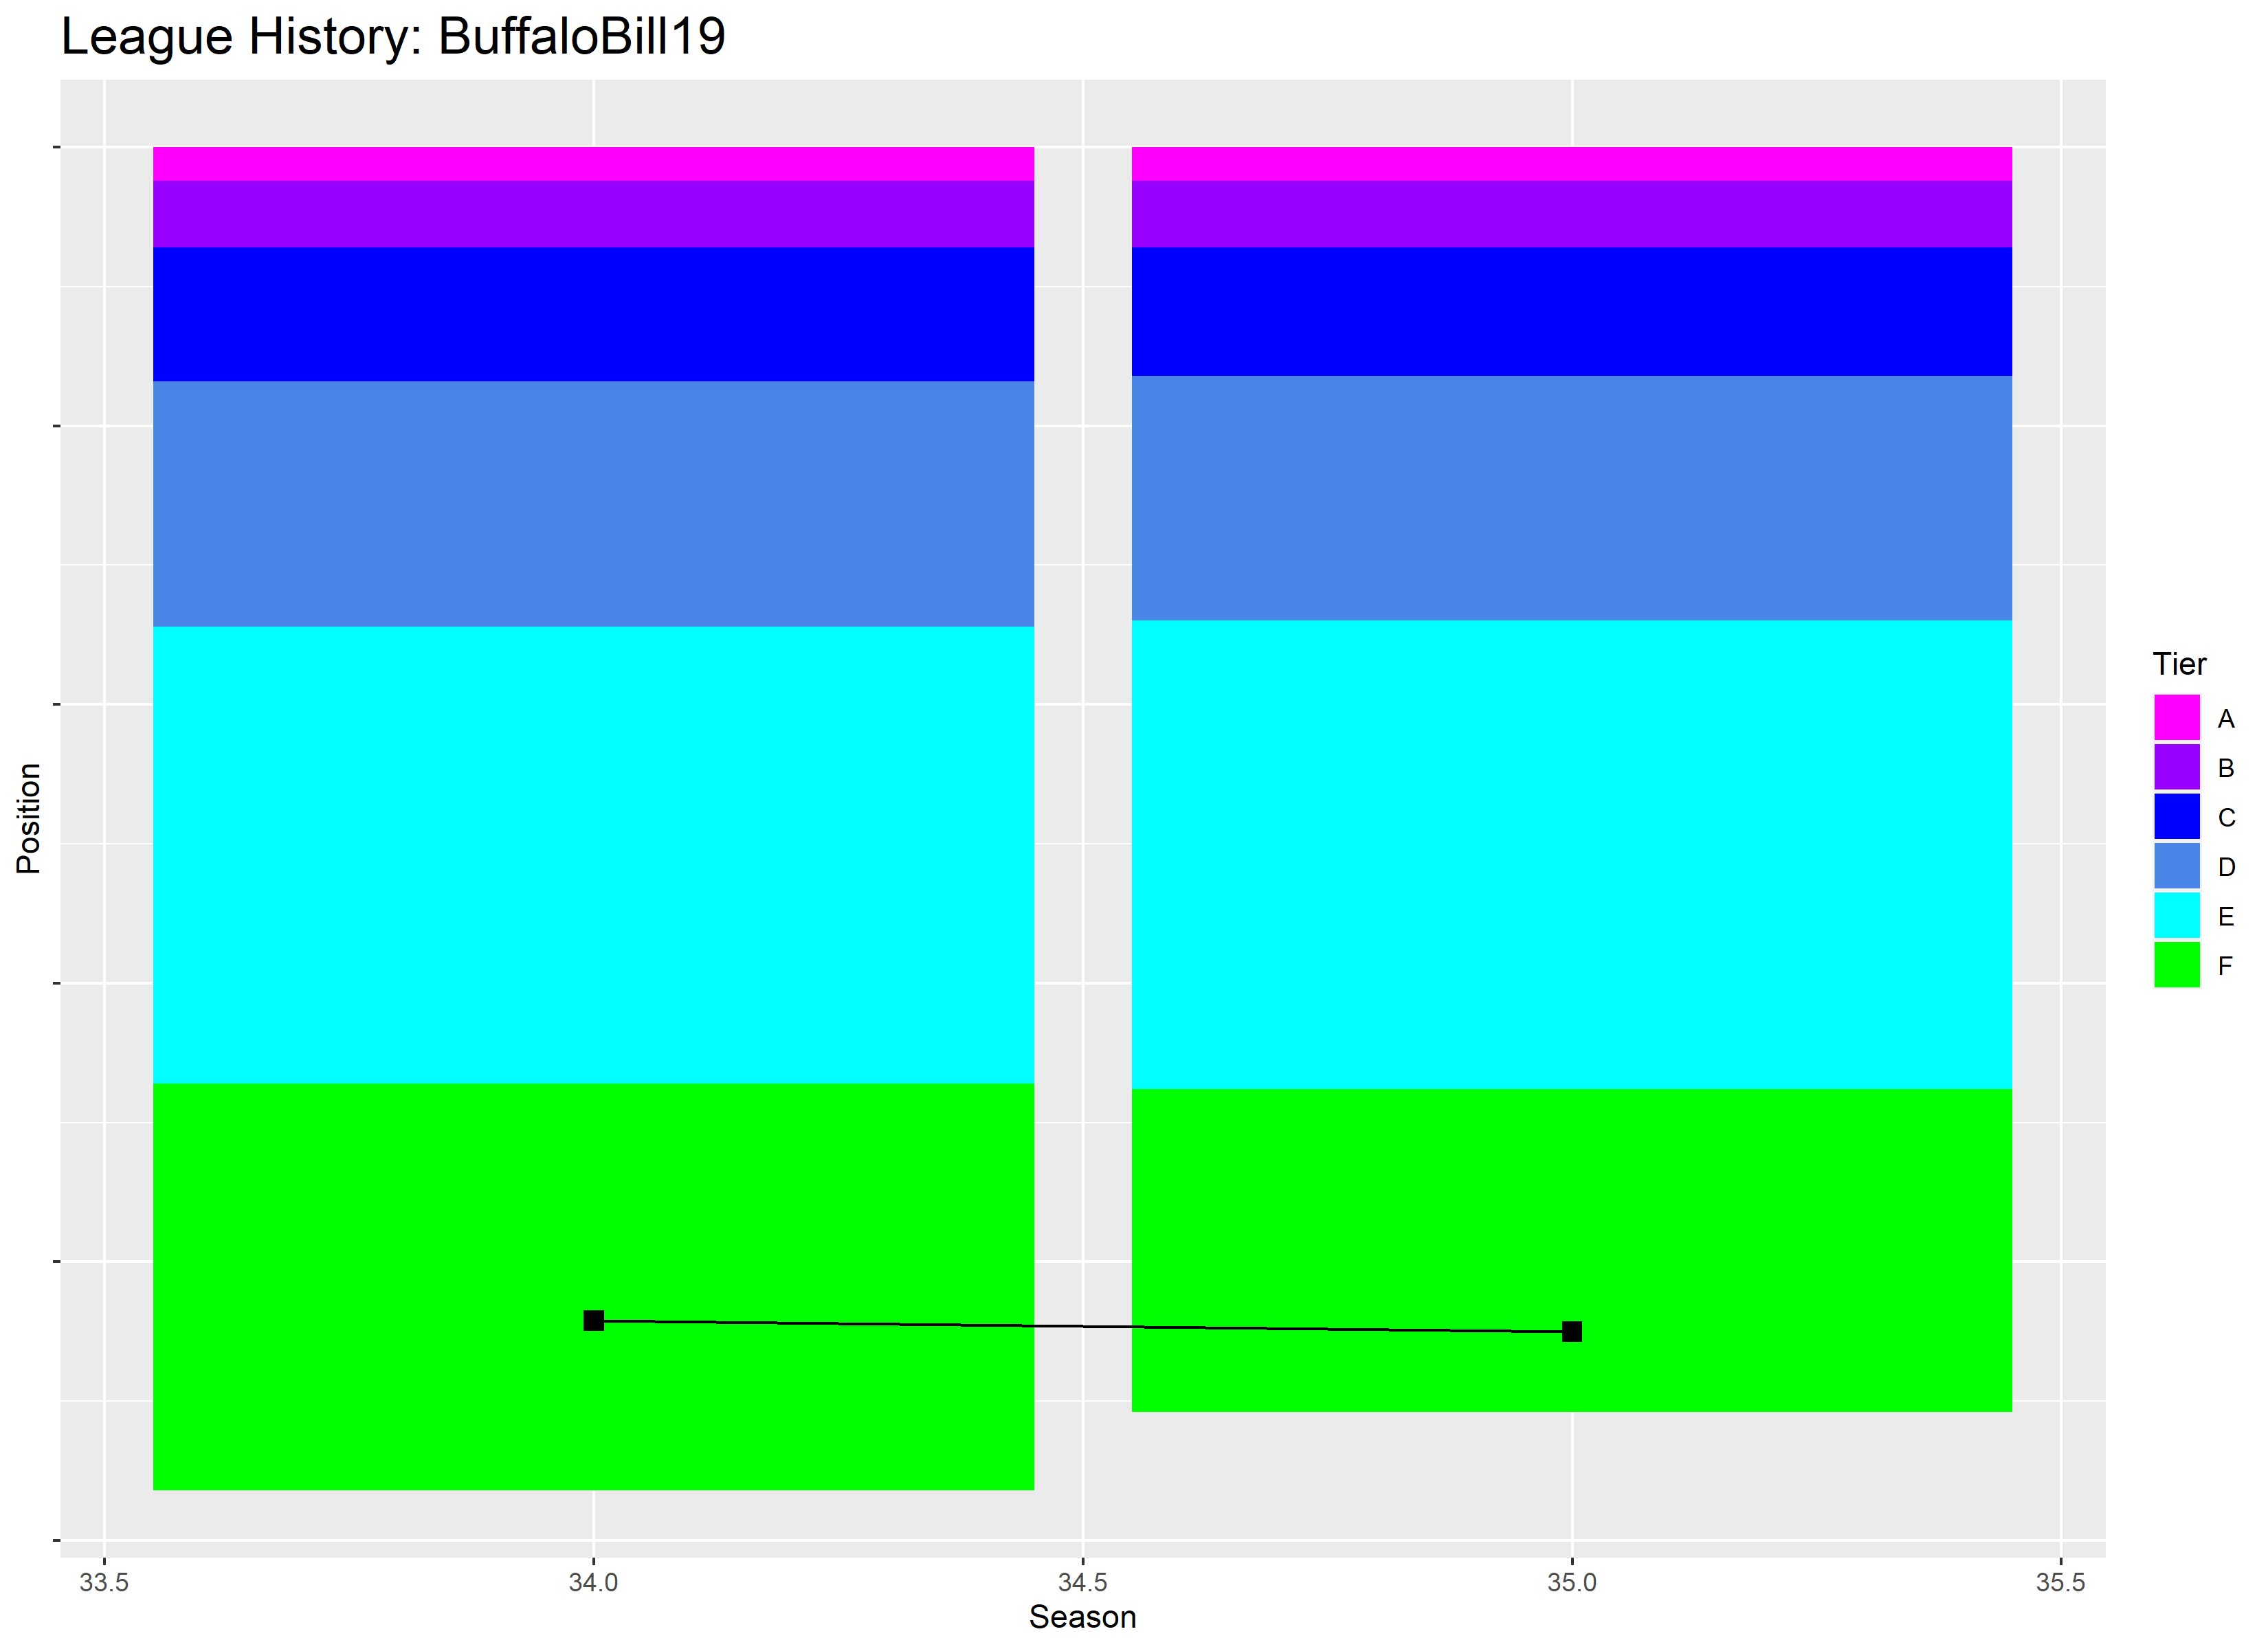 League History: BuffaloBill19
Position
Tier
A
B
C
D
E
F
33.5 34.0 34.5 35.0 35.5
Season